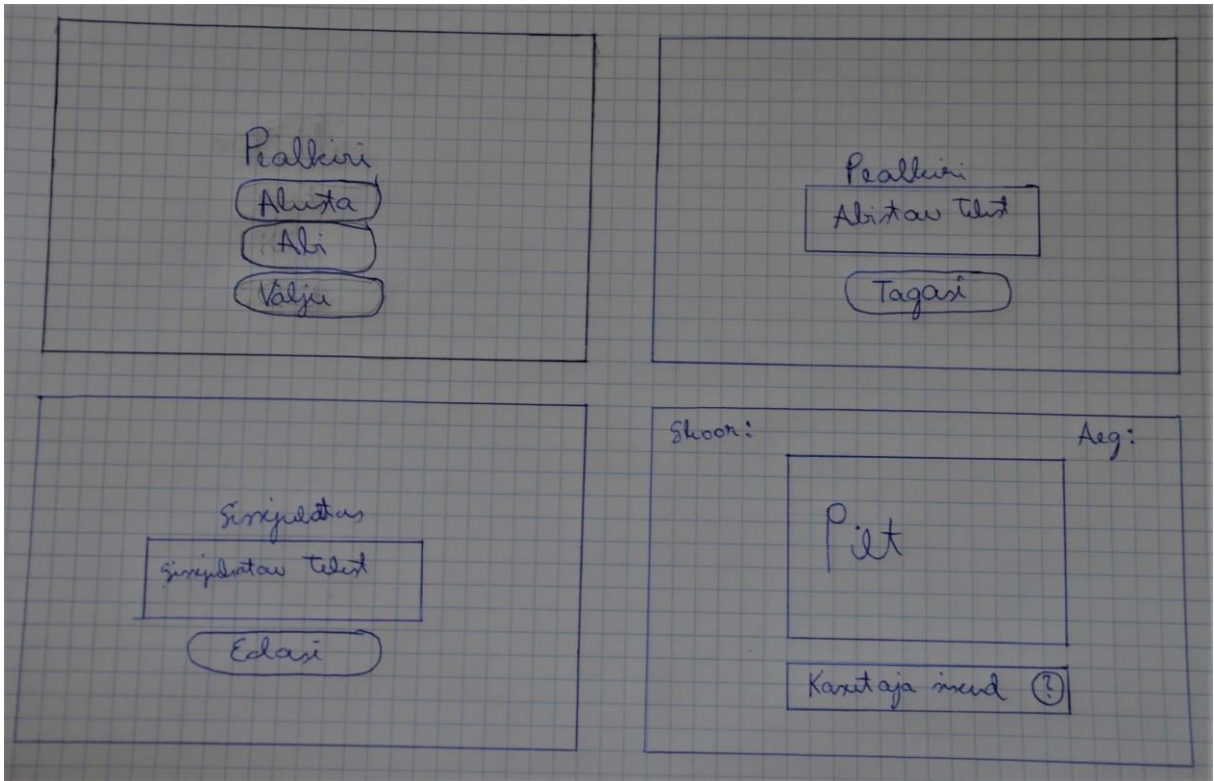 Pealkiri
Alusta
Abi
Välju
Pealkiri
Abistav Tekst
Tagasi
Sissejuhatus
Sissejuhatav Tekst
Edasi
Skoor:
Aeg:
Pilt
Kasutaja sisend ?